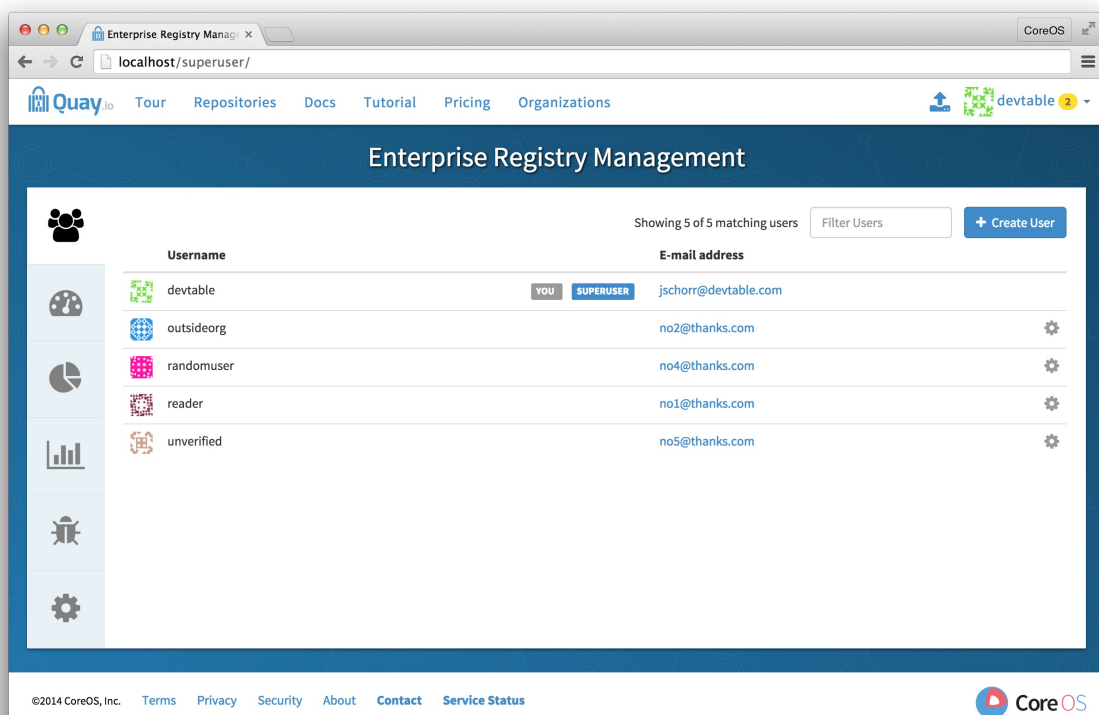 Enterprise Registry Manag
CoreOS
localhost/superuser/
Quay.io Tour Repositories Docs Tutorial Pricing Organizations devtable 2
Enterprise Registry Management
Showing 5 of 5 matching users Filter Users + Create User
Username E-mail address
devtable YOU SUPERUSER jschorr@devtable.com
outsideorg no2@thanks.com
randomuser no4@thanks.com
reader no1@thanks.com
unverified no5@thanks.com
©2014 CoreOS, Inc. Terms Privacy Security About Contact Service Status Core OS